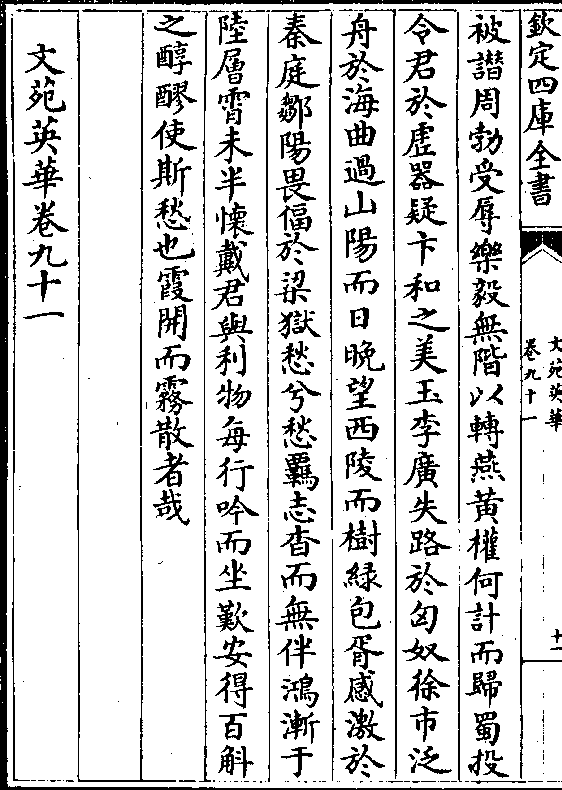 欽定四庫全書
文苑英華
卷九十一
十一
被譖周勃受辱樂毅無階以轉燕黃權何計而歸蜀投
令君於虛器疑卞和之美玉李廣失路於匈奴徐市泛
舟於海曲過山陽而日晚望西陵而樹綠包胥感激於
秦庭鄒陽畏偪於梁獄愁兮愁羈志杳而無伴鴻漸于
陸層霄未半懷戴君與利物每行吟而坐歎安得百斛
之醇醪使斯愁也霞開而霧散者哉
文苑英華卷九十一